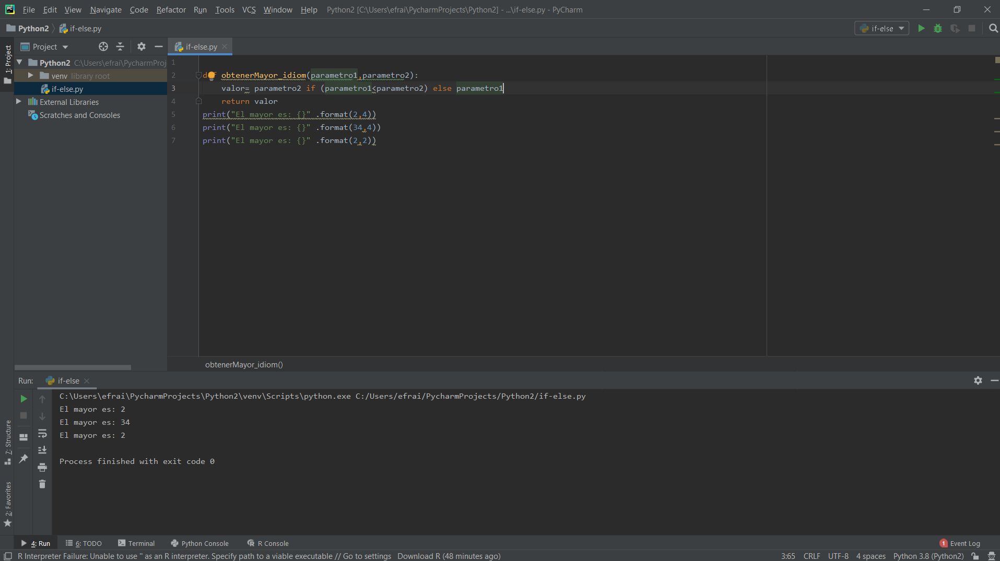 File Edit View Navigate Code Refactor Run Tools VCS Window Help Python2 [C:\Users\efrai\PycharmProjects\Python2] - ...\if-else.py - PyCharm
Python2 if-else.py if-else
1: Project
Project
if-else.py
Python2 C:\Users\efrai\PycharmProj
venv library root
if-else.py
External Libraries
Scratches and Consoles
1
2 def obtenerMayor_idiom(parametro1,parametro2):
3 valor= parametro2 if (parametro1<parametro2) else parametro1
4 return valor
5 print("El mayor es: {}" .format(2,4))
6 print("El mayor es: {}" .format(34,4))
7 print("El mayor es: {}" .format(2,2))
obtenerMayor_idiom()
Run: if-else
C:\Users\efrai\PycharmProjects\Python2\venv\Scripts\python.exe C:/Users/efrai/PycharmProjects/Python2/if-else.py
El mayor es: 2
El mayor es: 34
El mayor es: 2
Process finished with exit code 0
7: Structure
2: Favorites
4: Run 6: TODO Terminal Python Console R Console 1 Event Log
R Interpreter Failure: Unable to use '' as an R interpreter. Specify path to a viable executable // Go to settings Download R (48 minutes ago) 3:65 CRLF UTF-8 4 spaces Python 3.8 (Python2)